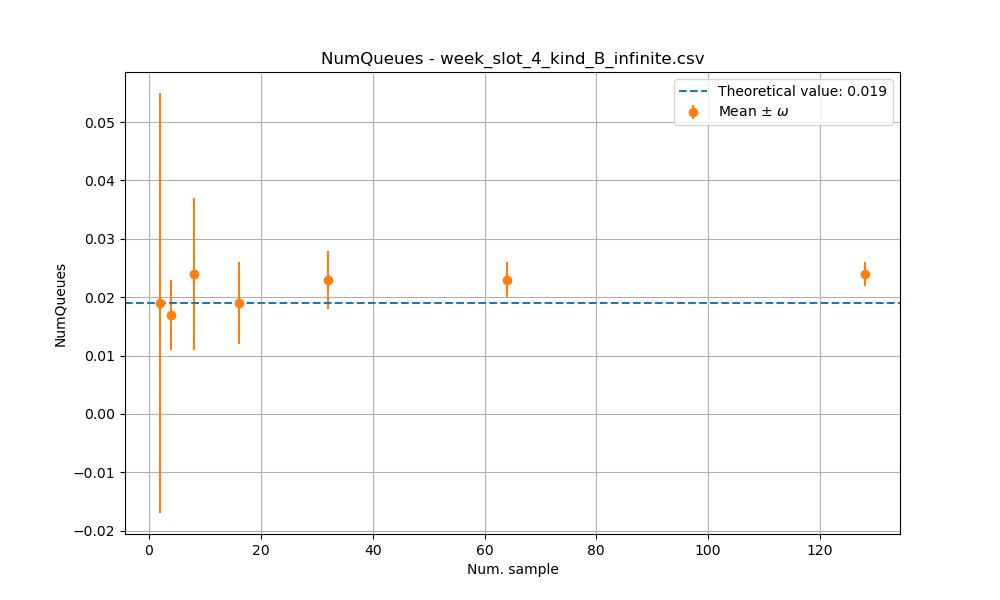 NumQueues - week_slot_4_kind_B_infinite.csv
Theoretical value: 0.019
Mean ± ω
NumQueues
0.05
0.04
0.03
0.02
0.01
0.00
−0.01
−0.02
0 20 40 60 80 100 120
Num. sample